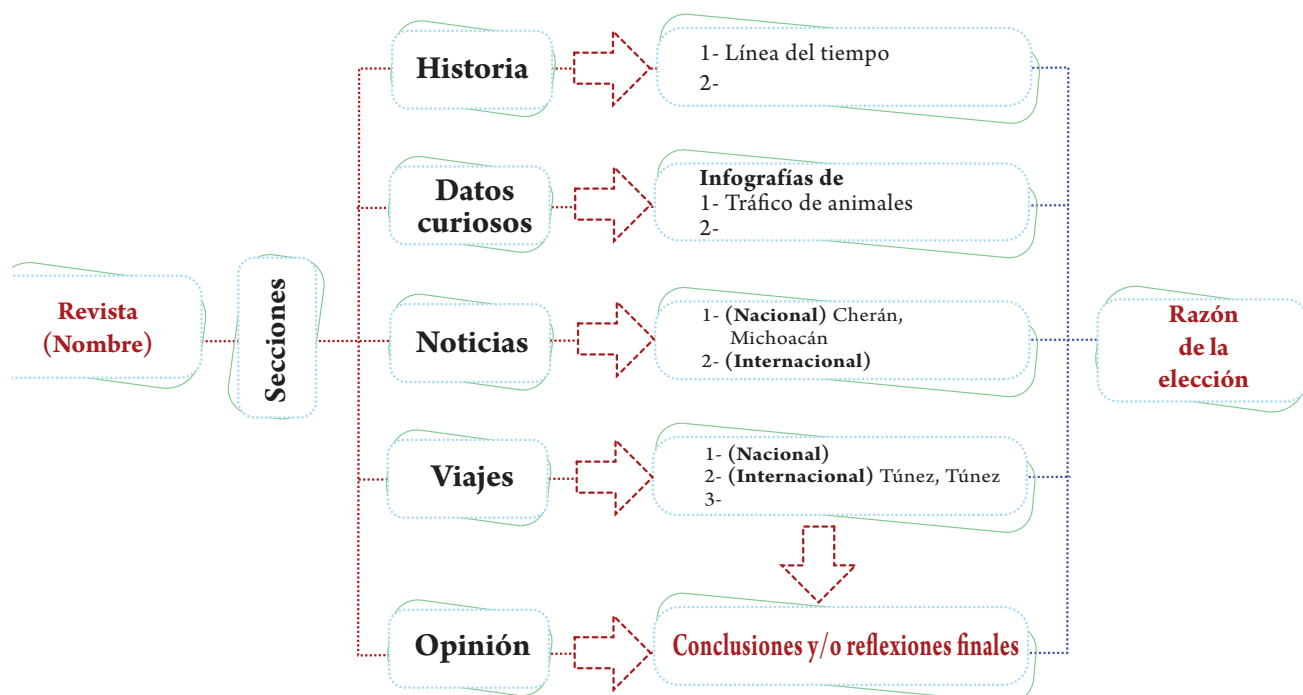 Revista
(Nombre)
Secciones
Historia
1- Línea del tiempo
2-
Datos
curiosos
Infografías de
1- Tráfico de animales
2-
Noticias
1- (Nacional) Cherán,
Michoacán
2- (Internacional)
Viajes
1- (Nacional)
2- (Internacional) Túnez, Túnez
3-
Opinión
Conclusiones y/o reflexiones finales
Razón
de la
elección